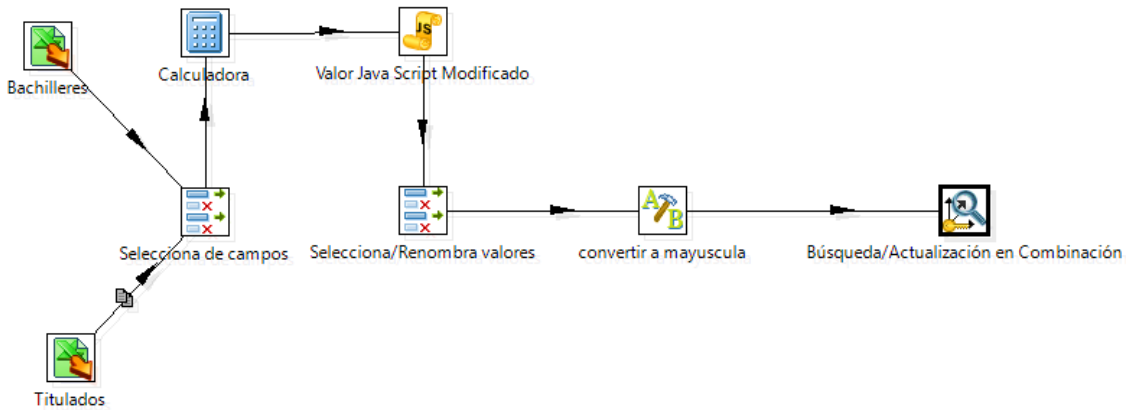 Bachilleres
Calculadora
JS
Valor Java Script Modificado
Selecciona de campos
Selecciona/Renombra valores
A
B
convertir a mayuscula
Búsqueda/Actualización en Combinación
Titulados